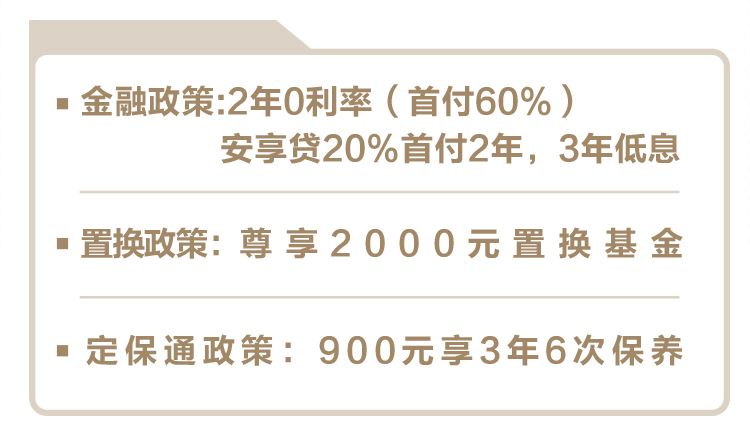 ▪ 金融政策:2年0利率（首付60%）
安享贷20%首付2年，3年低息
▪ 置换政策：尊享2000元置换基金
▪ 定保通政策：900元享3年6次保养